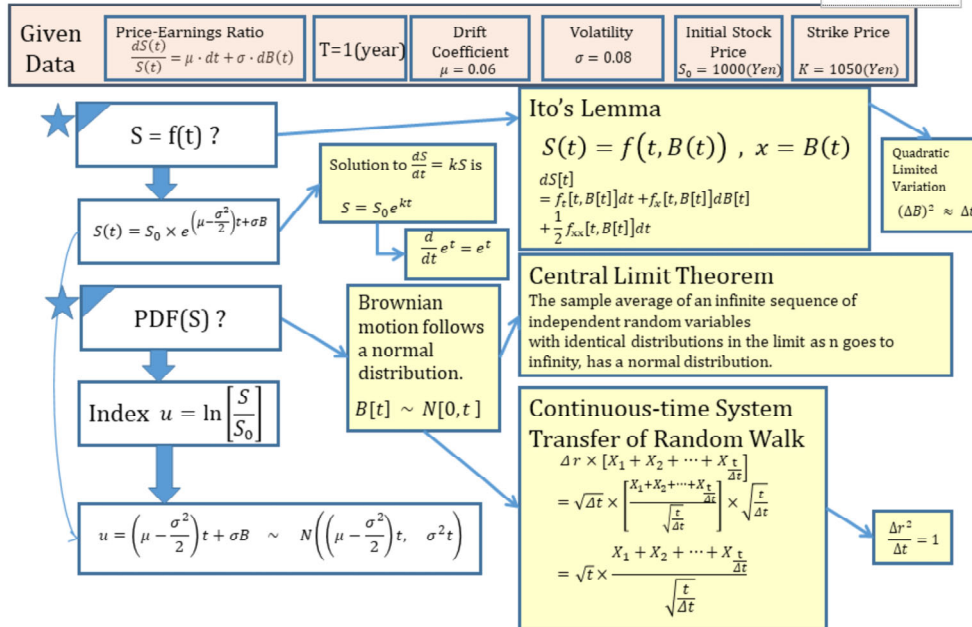 Given
Data
Price-Earnings Ratio
dS(t)/S(t) = μ · dt + σ · dB(t)
T=1(year)
Drift
Coefficient
μ = 0.06
Volatility
σ = 0.08
Initial Stock
Price
S₀ = 1000(Yen)
Strike Price
K = 1050(Yen)
S = f(t) ?
S(t) = S₀ × e^((μ−σ²/2)t+σB)
Solution to dS/dt = kS is
S = S₀e^(kt)
d/dt e^t = e^t
Ito's Lemma
S(t) = f(t, B(t)) , x = B(t)
dS[t]
= f_t[t, B[t]]dt + f_x[t, B[t]]dB[t]
+ 1/2 f_xx[t, B[t]]dt
Quadratic
Limited
Variation
(ΔB)² ≈ Δt
PDF(S) ?
Index u = ln[S/S₀]
u = (μ − σ²/2)t + σB ~ N((μ − σ²/2)t, σ²t)
Brownian
motion follows
a normal
distribution.
B[t] ~ N[0, t]
Central Limit Theorem
The sample average of an infinite sequence of
independent random variables
with identical distributions in the limit as n goes to
infinity, has a normal distribution.
Continuous-time System
Transfer of Random Walk
Δr × [X₁ + X₂ + ⋯ + X_(t/Δt)]
= √Δt × [(X₁+X₂+⋯+X_(t/Δt))/√(t/Δt)] × √(t/Δt)
= √t × (X₁ + X₂ + ⋯ + X_(t/Δt))/√(t/Δt)
Δr²/Δt = 1